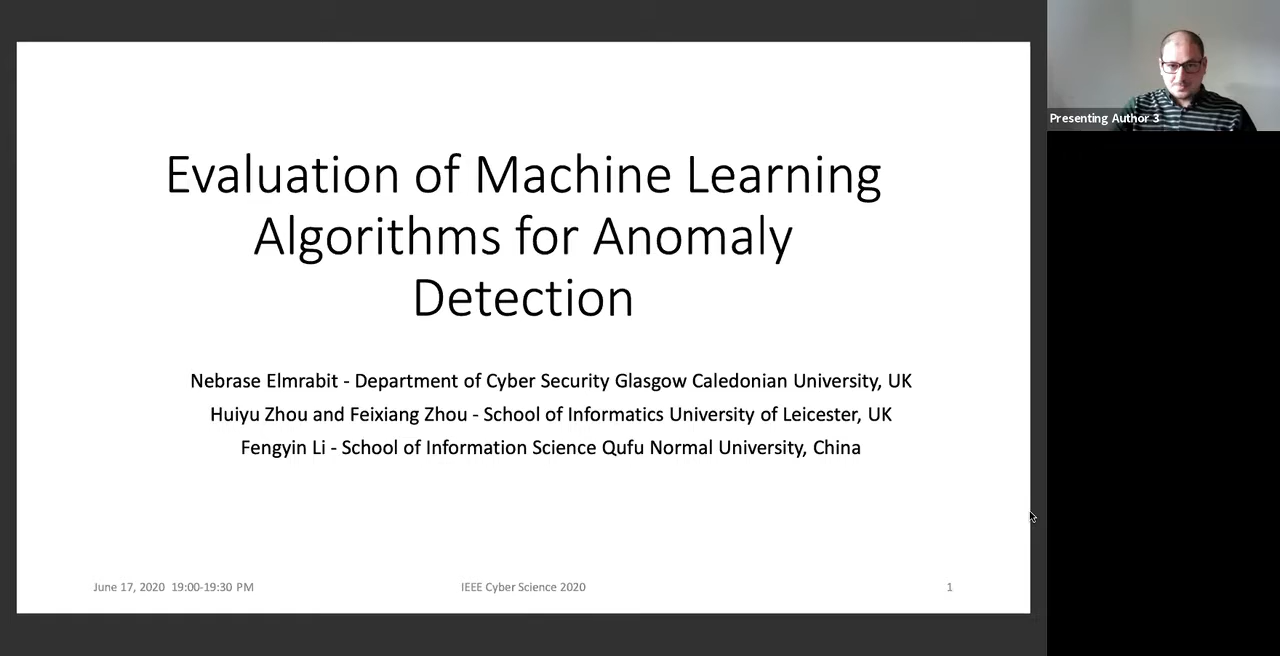 Evaluation of Machine Learning
Algorithms for Anomaly
Detection
Nebrase Elmrabit - Department of Cyber Security Glasgow Caledonian University, UK
Huiyu Zhou and Feixiang Zhou - School of Informatics University of Leicester, UK
Fengyin Li - School of Information Science Qufu Normal University, China
June 17, 2020 19:00-19:30 PM
IEEE Cyber Science 2020
1
Presenting Author 3